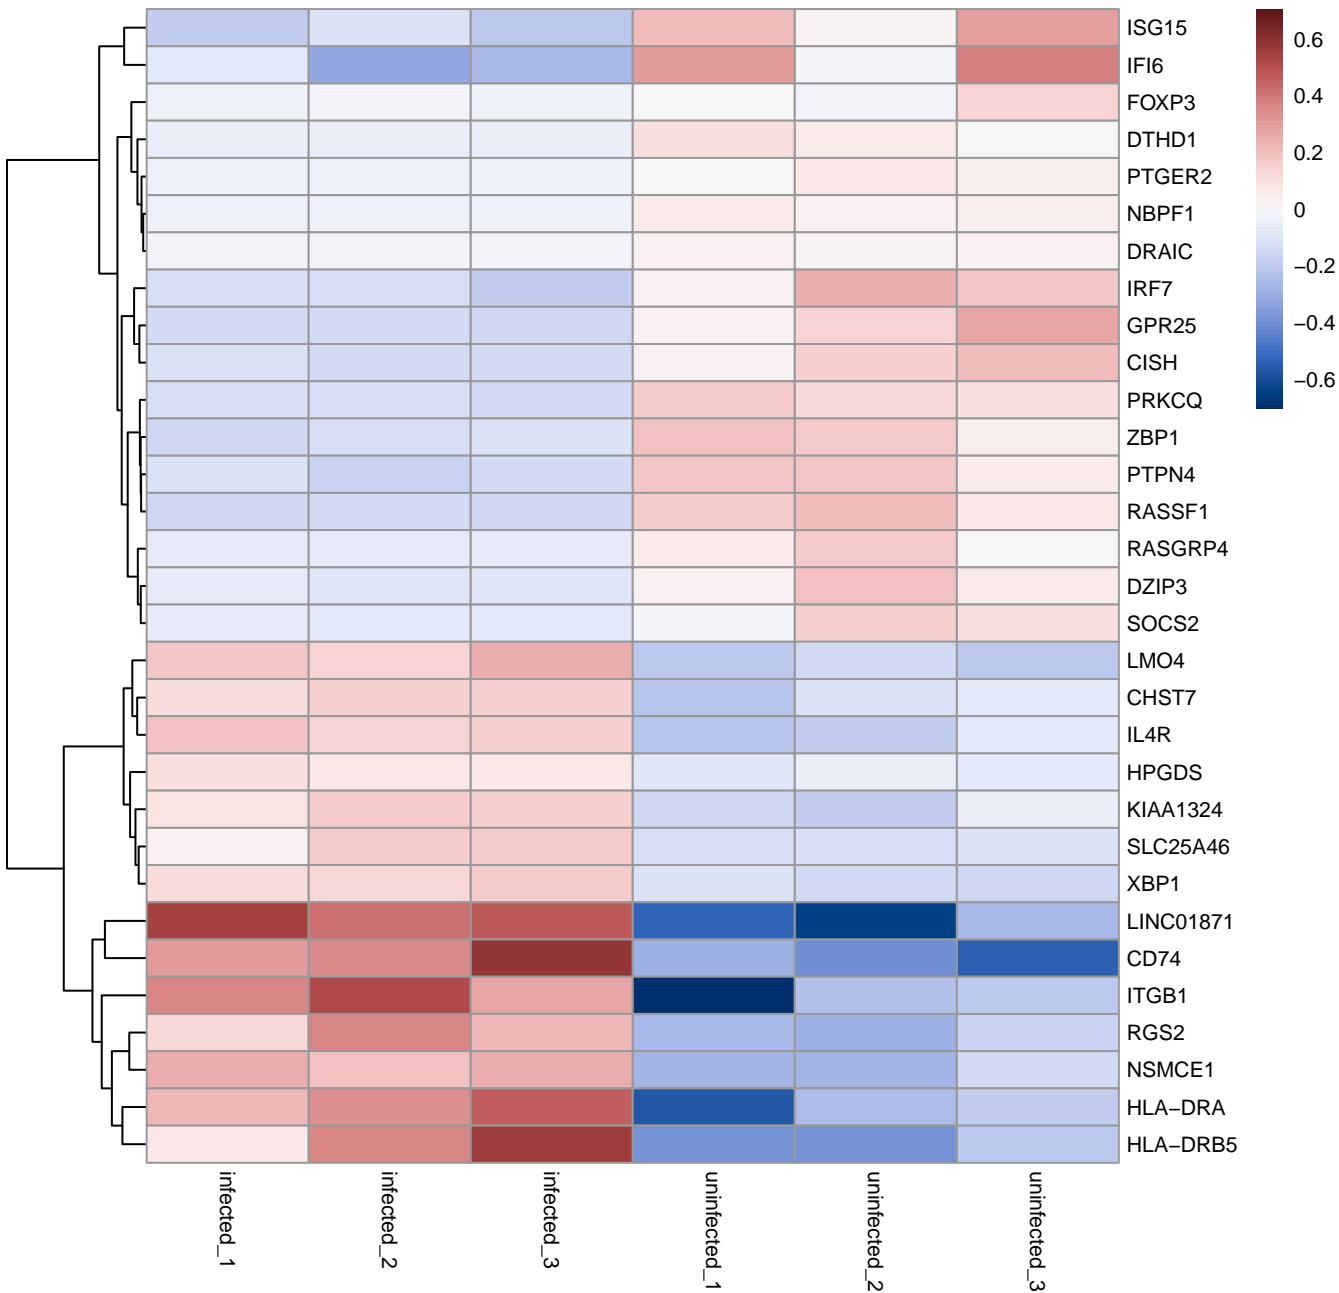 ISG15
IFI6
FOXP3
DTHD1
PTGER2
NBPF1
DRAIC
IRF7
GPR25
CISH
PRKCQ
ZBP1
PTPN4
RASSF1
RASGRP4
DZIP3
SOCS2
LMO4
CHST7
IL4R
HPGDS
KIAA1324
SLC25A46
XBP1
LINC01871
CD74
ITGB1
RGS2
NSMCE1
HLA−DRA
HLA−DRB5
0.6
0.4
0.2
0
−0.2
−0.4
−0.6
infected_1
infected_2
infected_3
uninfected_1
uninfected_2
uninfected_3